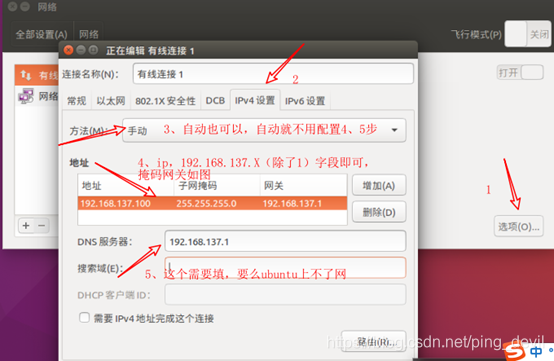 网络
全部设置(A) 网络
飞行模式(P) 关闭
正在编辑 有线连接 1
连接名称(N): 有线连接 1
2
有线
打开
网络
常规 以太网 802.1X 安全性 DCB IPv4 设置 IPv6 设置
方法(M): 手动
3、自动也可以,自动就不用配置4、5步
地址
4、ip,192.168.137.X(除了1)字段即可,
掩码网关如图
地址 子网掩码 网关
增加(A)
192.168.137.100 255.255.255.0 192.168.137.1
删除(D)
1
选项(O)...
DNS 服务器: 192.168.137.1
搜索域(E):
5、这个需要填,要么ubuntu上不了网
DHCP 客户端 ID:
需要 IPv4 地址完成这个连接
路由(R)...
中